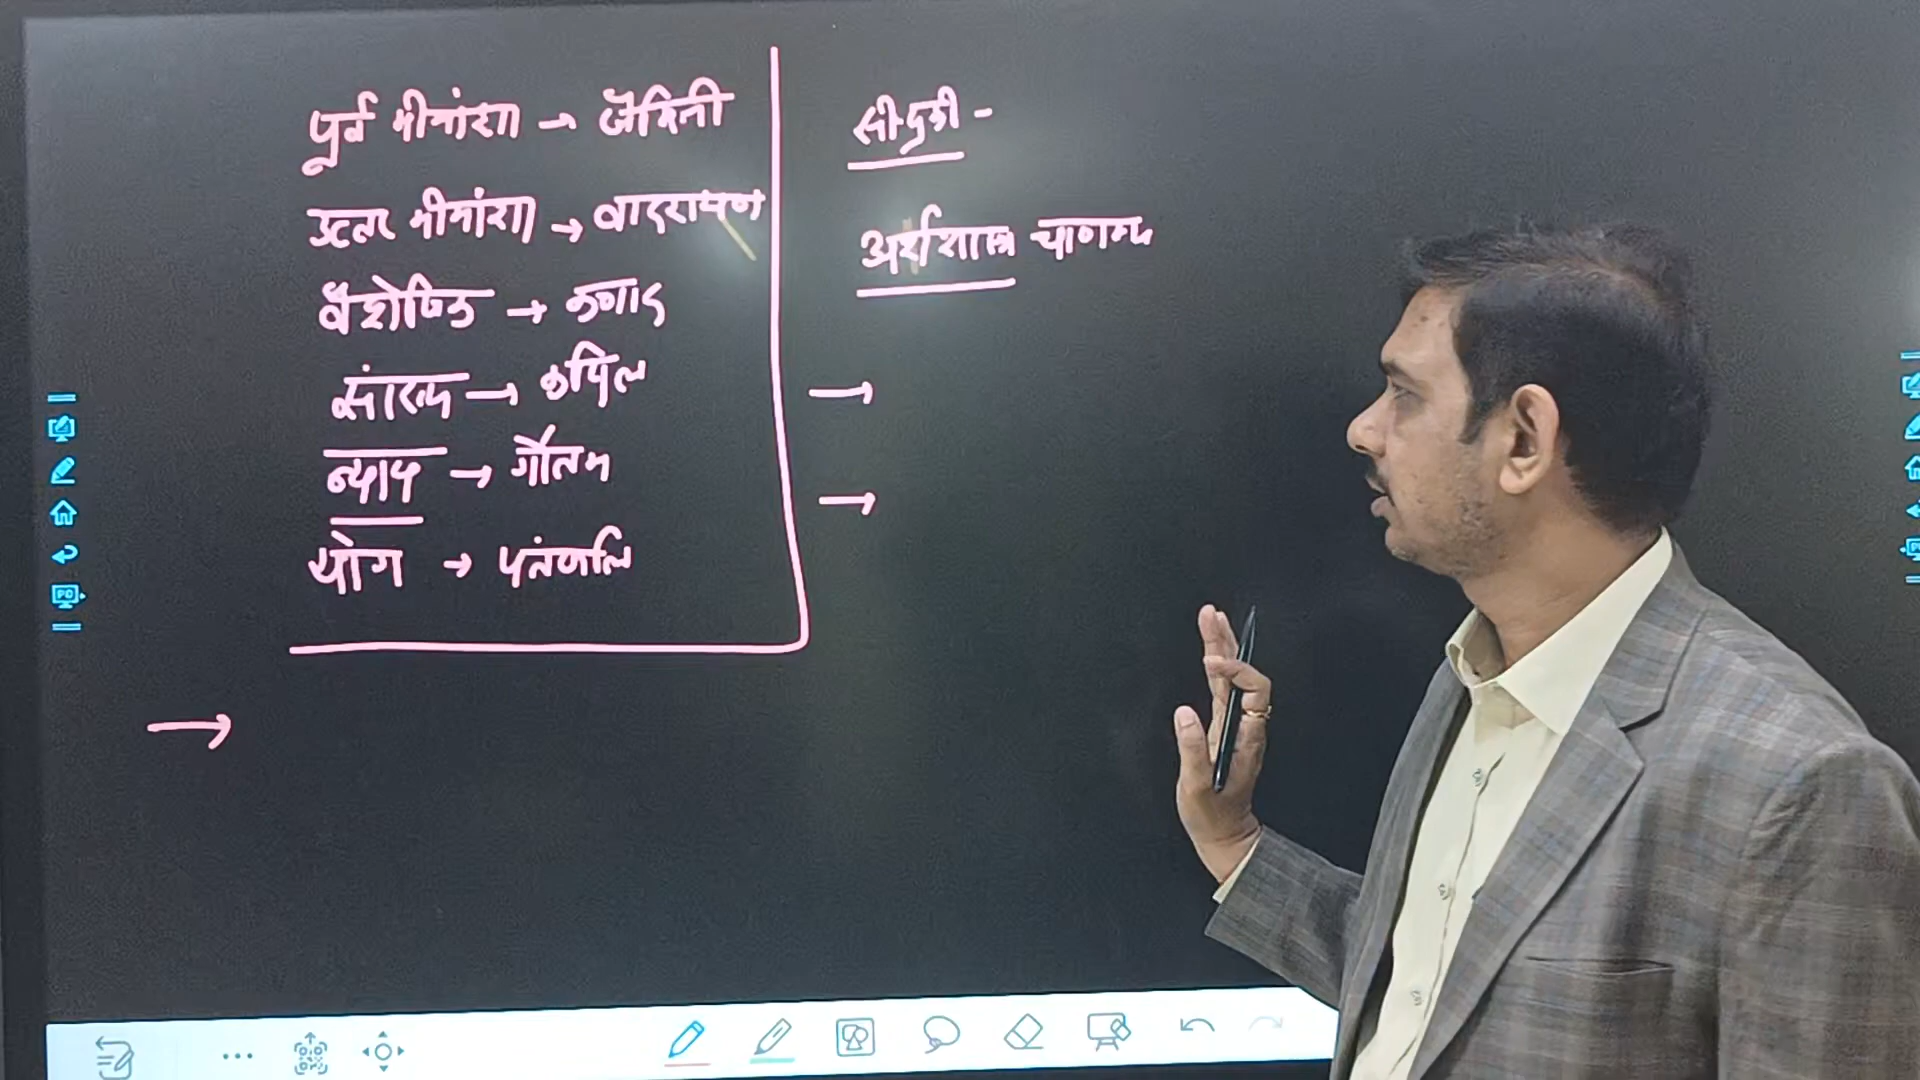 पूर्व मीमांसा → जैमिनी
उत्तर मीमांसा → वादरायण
वैशेषिक → कणाद
सांख्य → कपिल
न्याय → गौतम
योग → पतंजलि
→
-
अर्थशास्त्र चाणक्य
→
→